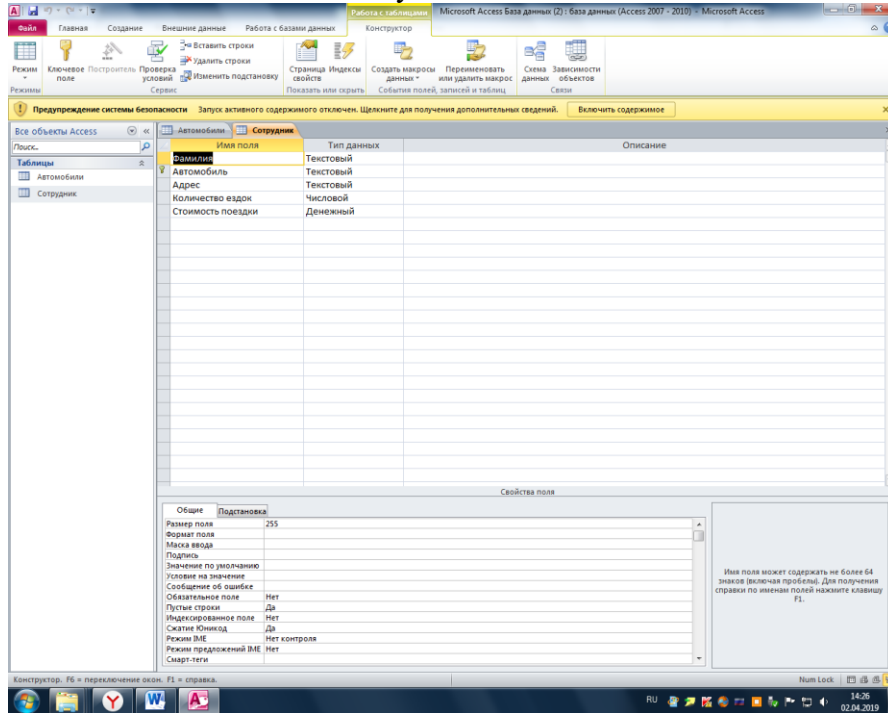 Работа с таблицами Microsoft Access База данных (2) : база данных (Access 2007 - 2010) - Microsoft Access
Файл Главная Создание Внешние данные Работа с базами данных Конструктор
Режим Ключевое поле Построитель Проверка условий Вставить строки Удалить строки Изменить подстановку Страница свойств Индексы Создать макросы данных Переименовать или удалить макрос Схема данных Зависимости объектов
Режимы Сервис Показать или скрыть События полей, записей и таблиц Связи
Предупреждение системы безопасности Запуск активного содержимого отключен. Щелкните для получения дополнительных сведений. Включить содержимое
Все объекты Access « Автомобили Сотрудник
Поиск... Имя поля Тип данных Описание
Таблицы
Автомобили
Сотрудник
Фамилия Текстовый
Автомобиль Текстовый
Адрес Текстовый
Количество ездок Числовой
Стоимость поездки Денежный
Свойства поля
Общие Подстановка
Размер поля 255
Формат поля
Маска ввода
Подпись
Значение по умолчанию
Условие на значение
Сообщение об ошибке
Обязательное поле Нет
Пустые строки Да
Индексированное поле Нет
Сжатие Юникод Да
Режим IME Нет контроля
Режим предложений IME Нет
Смарт-теги
Имя поля может содержать не более 64
знаков (включая пробелы). Для получения
справки по именам полей нажмите клавишу
F1.
Конструктор. F6 = переключение окон. F1 = справка. Num Lock
RU 14:26
02.04.2019